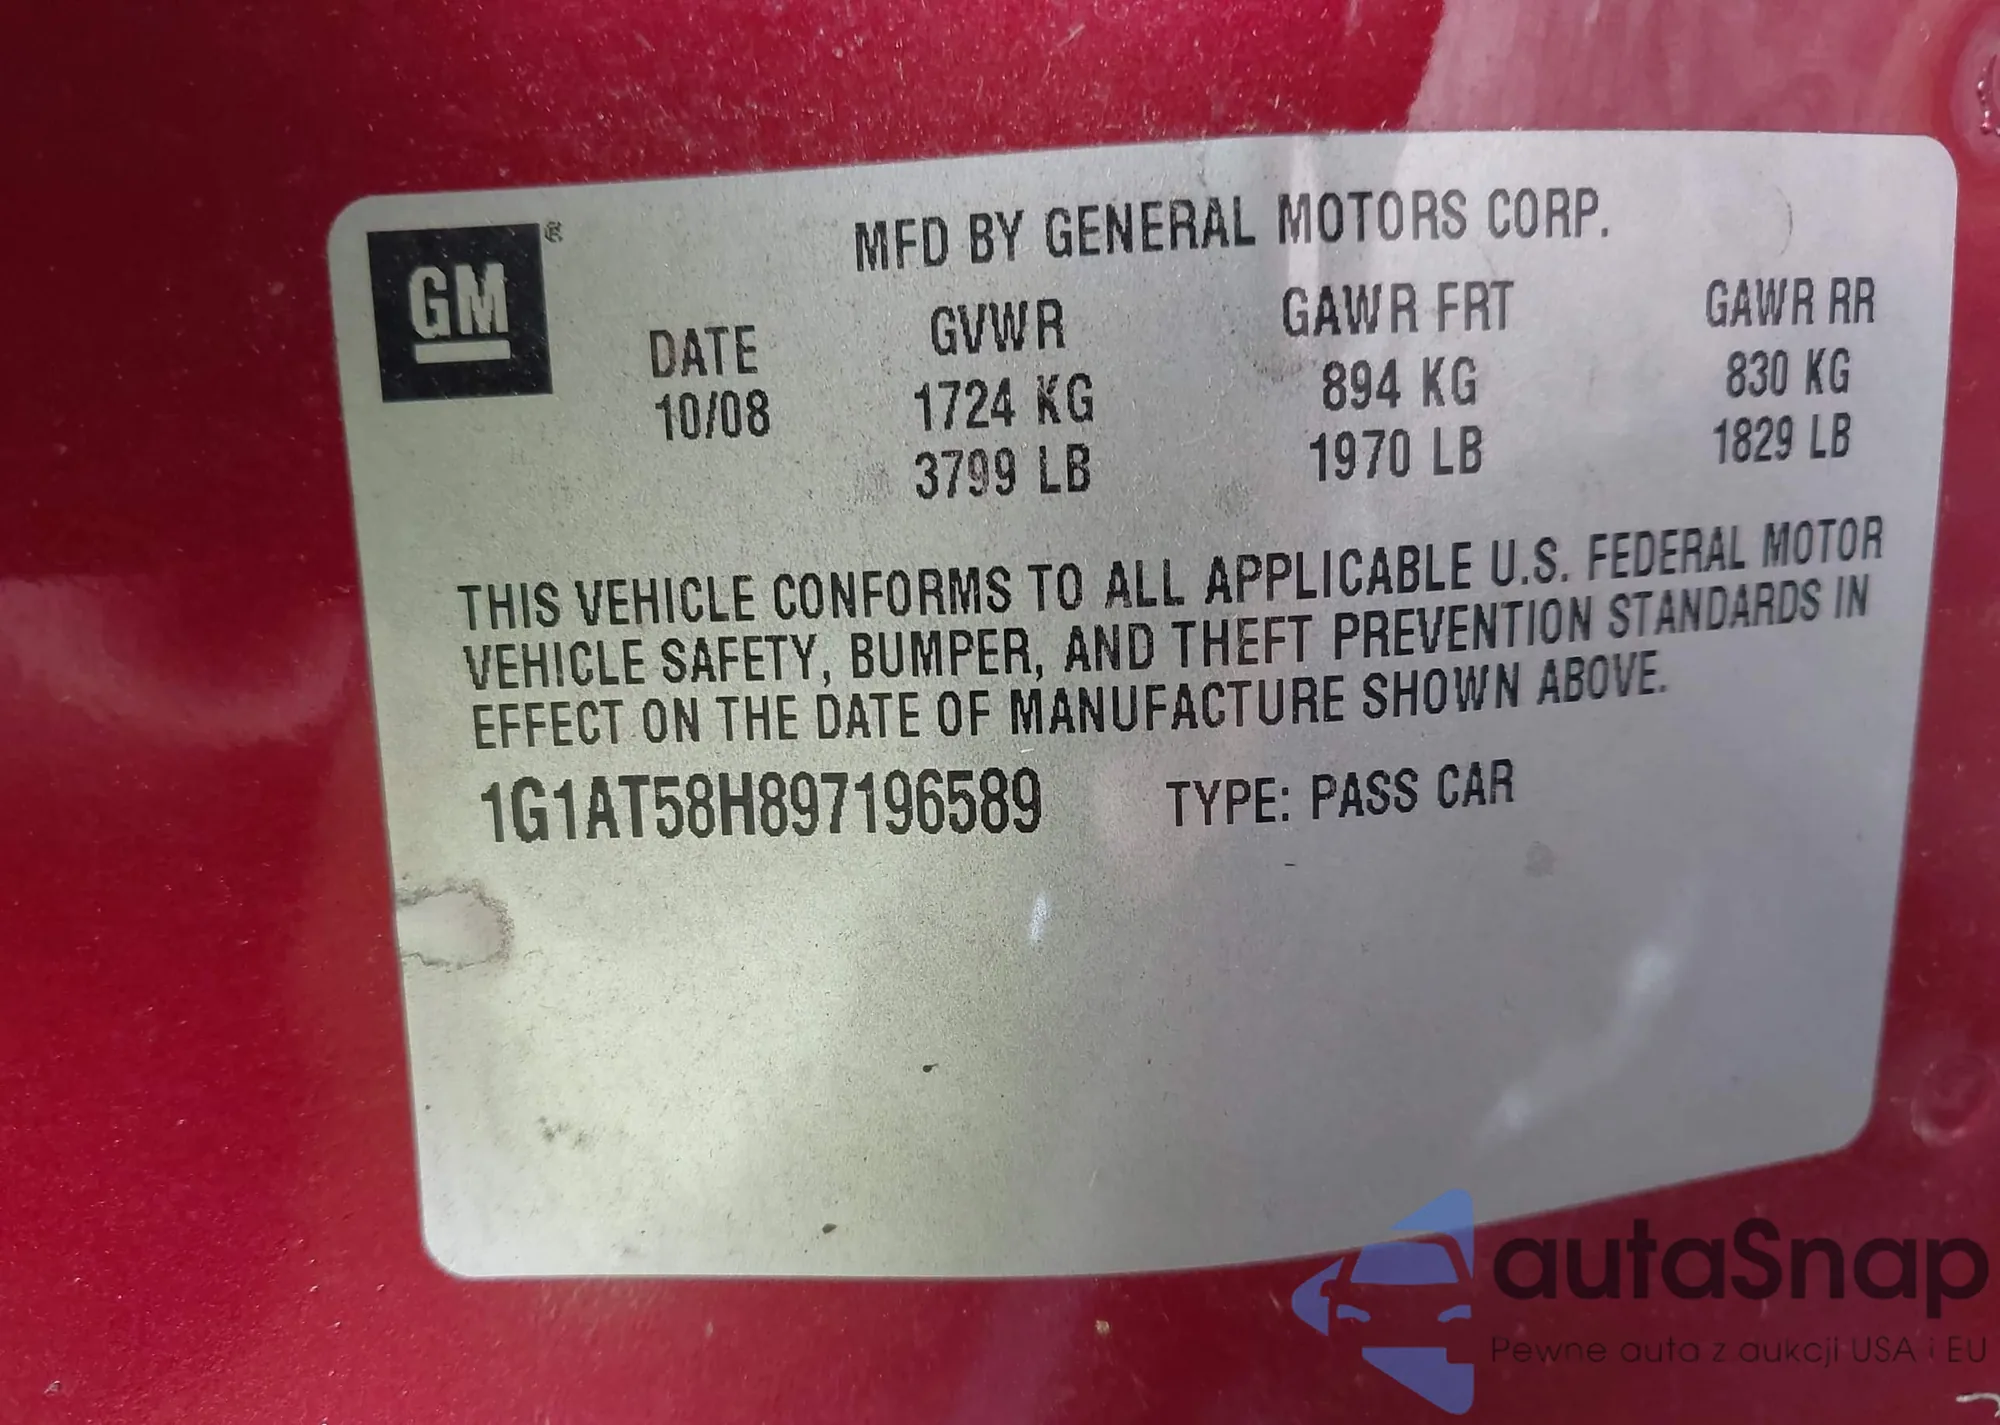 GM ®
MFD BY GENERAL MOTORS CORP.
DATE GVWR GAWR FRT GAWR RR
10/08 1724 KG 894 KG 830 KG
3799 LB 1970 LB 1829 LB
THIS VEHICLE CONFORMS TO ALL APPLICABLE U.S. FEDERAL MOTOR
VEHICLE SAFETY, BUMPER, AND THEFT PREVENTION STANDARDS IN
EFFECT ON THE DATE OF MANUFACTURE SHOWN ABOVE.
1G1AT58H897196589 TYPE: PASS CAR
autaSnap
Pewne auta z aukcji USA i EU